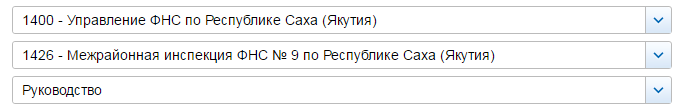 1400 - Управление ФНС по Республике Саха (Якутия)
1426 - Межрайонная инспекция ФНС № 9 по Республике Саха (Якутия)
Руководство